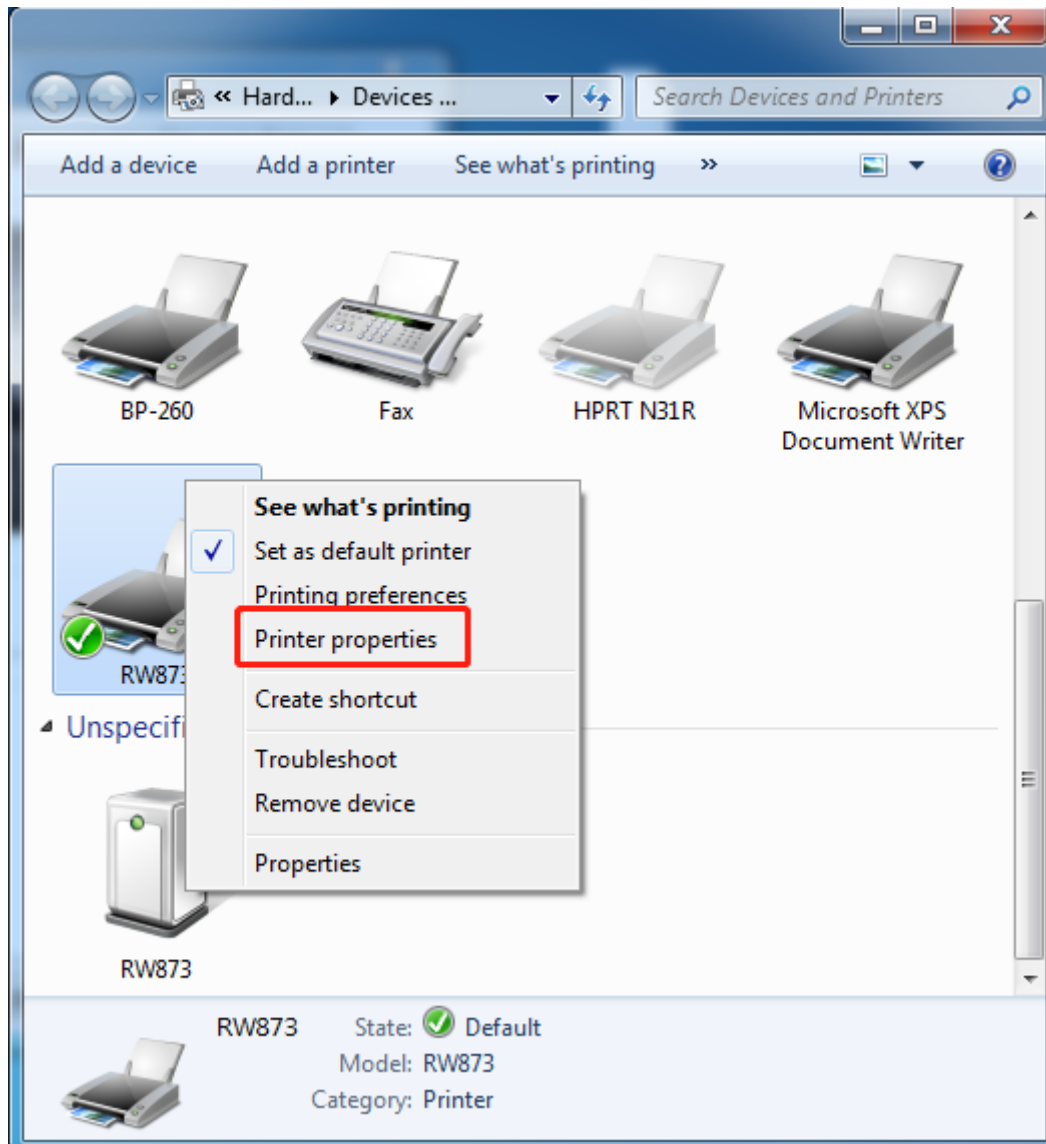 Hard... Devices ...
Search Devices and Printers
Add a device Add a printer See what's printing »
BP-260 Fax HPRT N31R Microsoft XPS
Document Writer
See what's printing
Set as default printer
Printing preferences
Printer properties
RW873
Create shortcut
Unspecifi
Troubleshoot
Remove device
Properties
RW873
RW873 State: Default
Model: RW873
Category: Printer